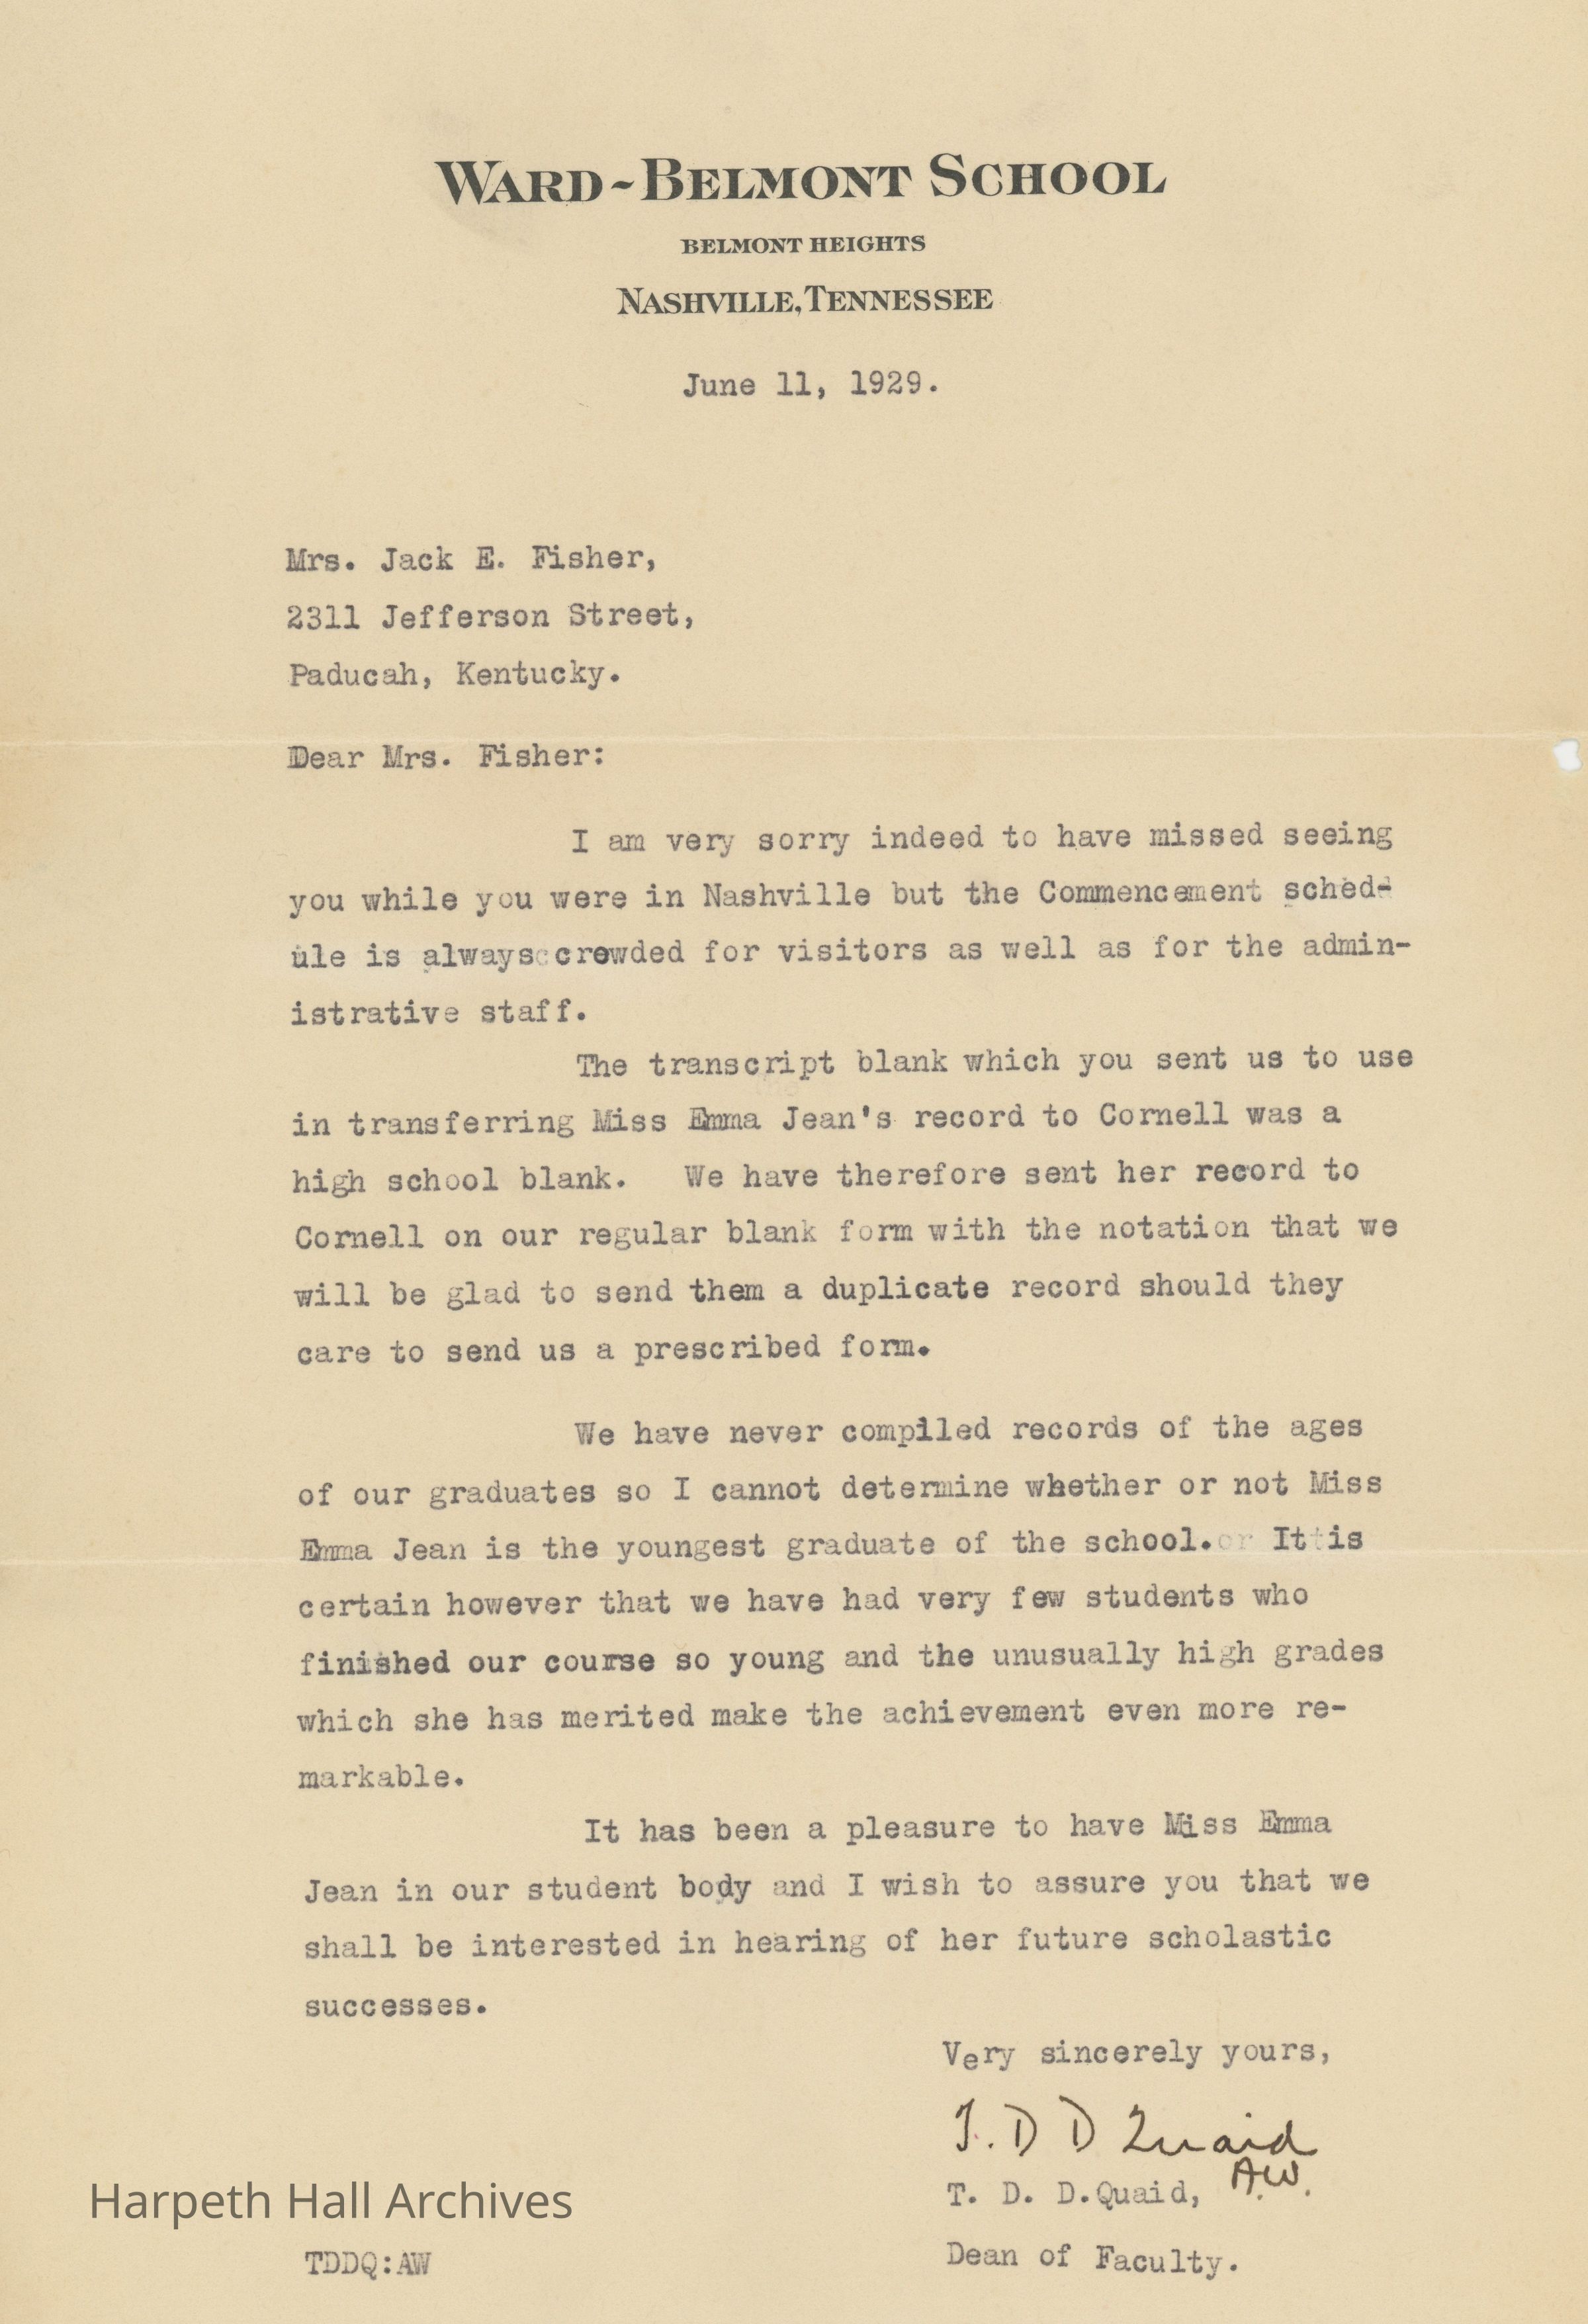 WARD-BELMONT SCHOOL
BELMONT HEIGHTS
NASHVILLE, TENNESSEE
June 11, 1929.
Mrs. Jack E. Fisher,
2311 Jefferson Street,
Paducah, Kentucky.
Dear Mrs. Fisher:
I am very sorry indeed to have missed seeing
you while you were in Nashville but the Commencement sched-
ule is always crowded for visitors as well as for the admin-
istrative staff.
The transcript blank which you sent us to use
in transferring Miss Emma Jean's record to Cornell was a
high school blank. We have therefore sent her record to
Cornell on our regular blank form with the notation that we
will be glad to send them a duplicate record should they
care to send us a prescribed form.
We have never compiled records of the ages
of our graduates so I cannot determine whether or not Miss
Emma Jean is the youngest graduate of the school. It is
certain however that we have had very few students who
finished our course so young and the unusually high grades
which she has merited make the achievement even more re-
markable.
It has been a pleasure to have Miss Emma
Jean in our student body and I wish to assure you that we
shall be interested in hearing of her future scholastic
successes.
Very sincerely yours,
T. D D Quaid
A.W.
T. D. D.Quaid,
Dean of Faculty.
Harpeth Hall Archives
TDDQ:AW